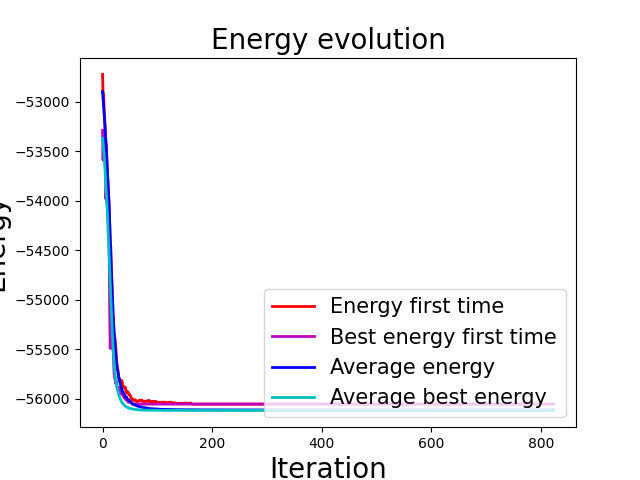 Energy evolution
Energy
−53000
−53500
−54000
−54500
−55000
−55500
−56000
0
200
400
600
800
Iteration
Energy first time
Best energy first time
Average energy
Average best energy